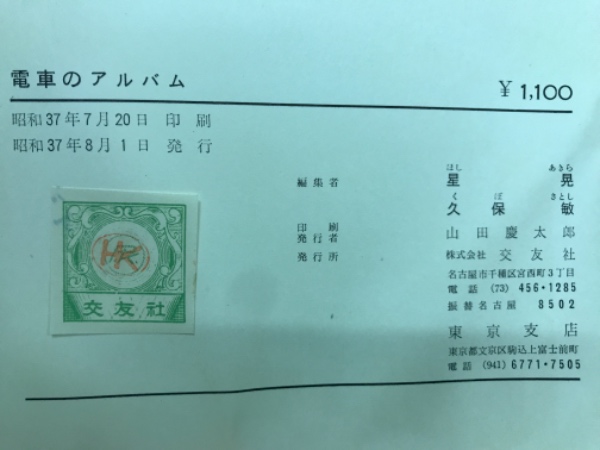 電車のアルバム ¥1,100
昭和37年7月20日 印刷
昭和37年8月1日 発行
ほし あきら
編集者 星 晃
くぼ さとし
久保 敏
印刷
発行者 山田慶太郎
発行所 株式会社 交友社
名古屋市千種区宮西町3丁目
電話 (73) 456・1285
振替名古屋 8502
東京支店
東京都文京区駒込上富士前町
電話 (941) 6771・7505
HK
交友社